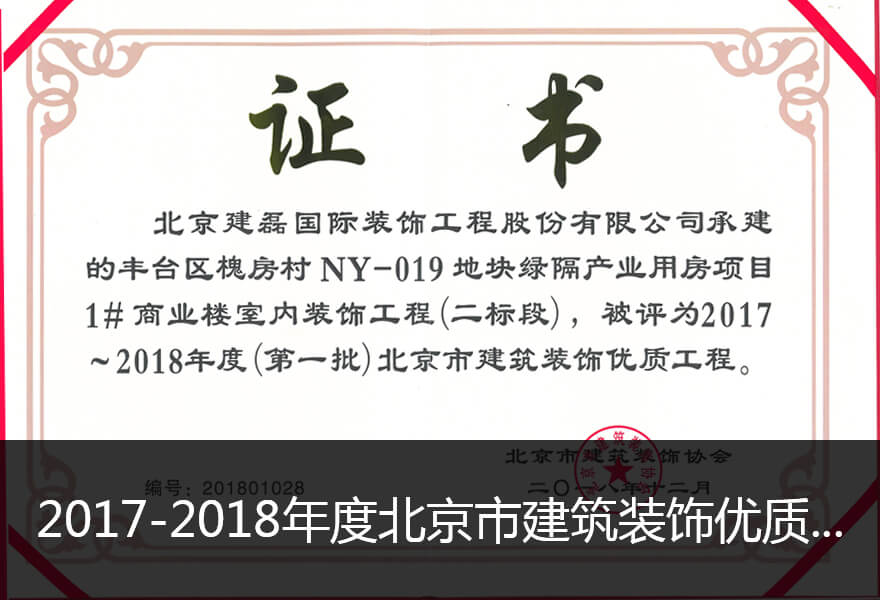 证书
北京建磊国际装饰工程股份有限公司承建
的丰台区槐房村NY-019地块绿隔产业用房项目
1#商业楼室内装饰工程(二标段)，被评为2017
～2018年度(第一批)北京市建筑装饰优质工程。
北京市建筑装饰协会
编号：201801028
二〇一八年十二月
2017-2018年度北京市建筑装饰优质...